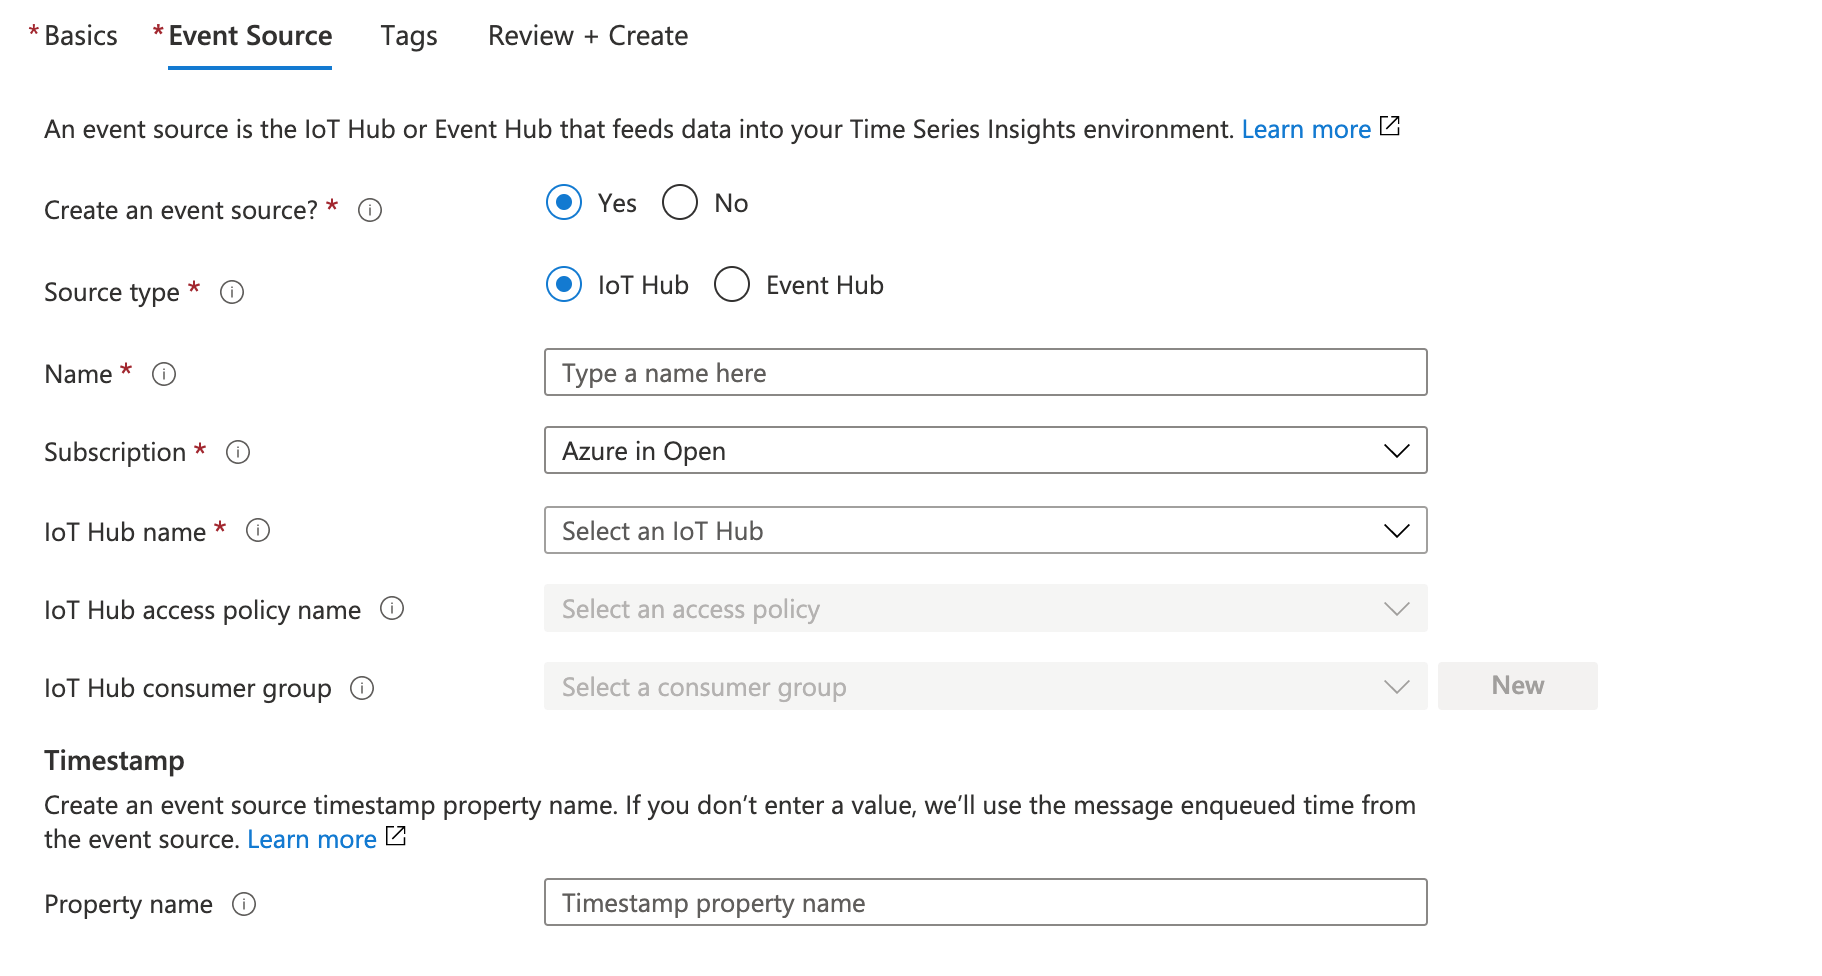 * Basics * Event Source Tags Review + Create
An event source is the IoT Hub or Event Hub that feeds data into your Time Series Insights environment. Learn more
Create an event source? * Yes No
Source type * IoT Hub Event Hub
Name * Type a name here
Subscription * Azure in Open
IoT Hub name * Select an IoT Hub
IoT Hub access policy name Select an access policy
IoT Hub consumer group Select a consumer group New
Timestamp
Create an event source timestamp property name. If you don’t enter a value, we’ll use the message enqueued time from
the event source. Learn more
Property name Timestamp property name